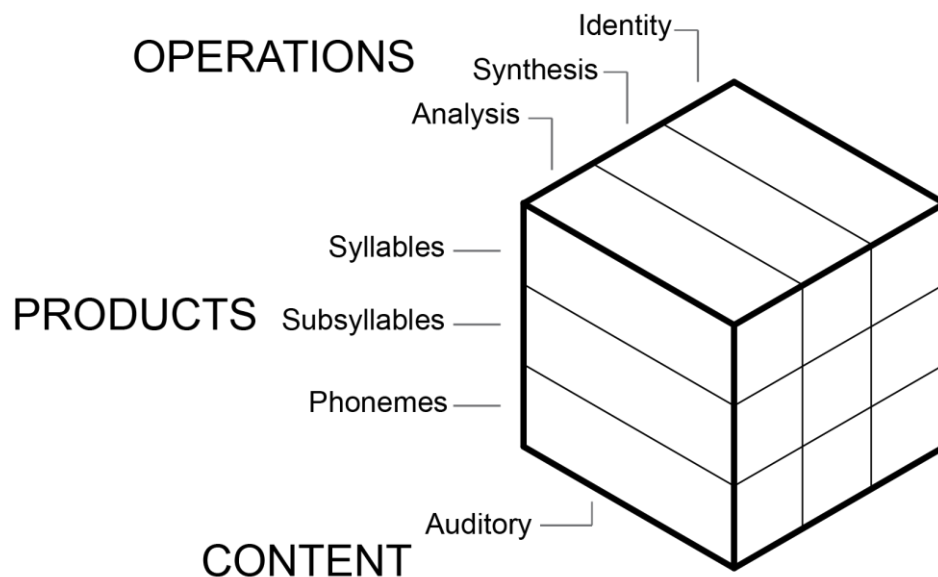 Identity
OPERATIONS
Synthesis
Analysis
Syllables
PRODUCTS
Subsyllables
Phonemes
Auditory
CONTENT